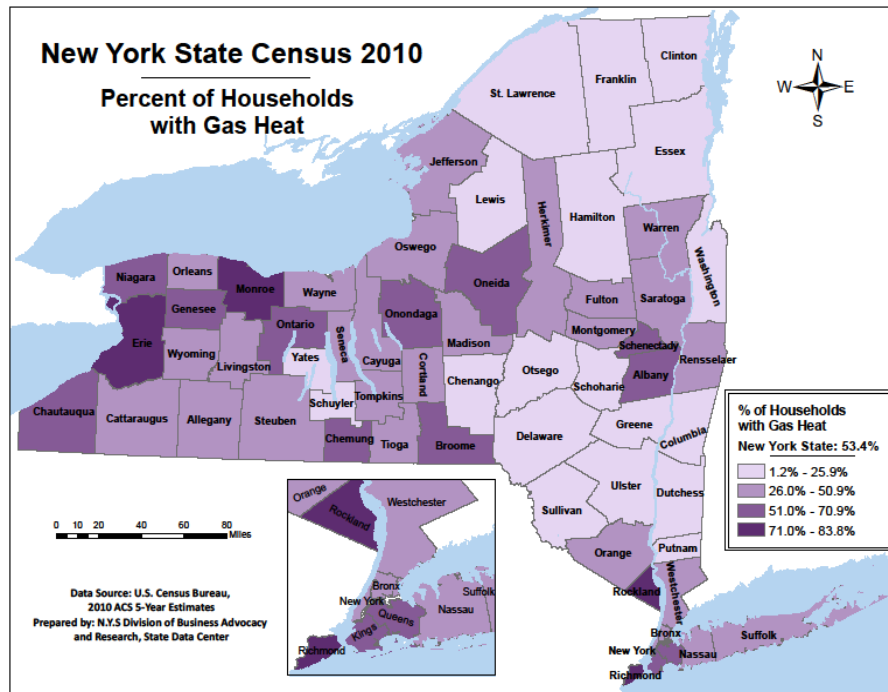 New York State Census 2010
Percent of Households
with Gas Heat
N
W E
S
Clinton
Franklin
St. Lawrence
Essex
Jefferson
Lewis
Hamilton
Herkimer
Warren
Washington
Oswego
Oneida
Niagara
Orleans
Monroe
Wayne
Fulton
Saratoga
Genesee
Onondaga
Ontario
Seneca
Montgomery
Madison
Schenectady
Erie
Wyoming
Livingston
Yates
Cayuga
Cortland
Rensselaer
Albany
Otsego
Schoharie
Chenango
Tompkins
Schuyler
Chautauqua
Cattaraugus
Allegany
Steuben
Chemung
Tioga
Broome
Greene
Columbia
Delaware
Ulster
Dutchess
Sullivan
Putnam
Orange
Rockland
Westchester
Bronx
New York
Nassau
Suffolk
Richmond
% of Households
with Gas Heat
New York State: 53.4%
1.2% - 25.9%
26.0% - 50.9%
51.0% - 70.9%
71.0% - 83.8%
Orange
Westchester
Rockland
Bronx
New York
Suffolk
Nassau
Queens
Kings
Richmond
0 10 20 40 60 80
Miles
Data Source: U.S. Census Bureau,
2010 ACS 5-Year Estimates
Prepared by: N.Y.S Division of Business Advocacy
and Research, State Data Center